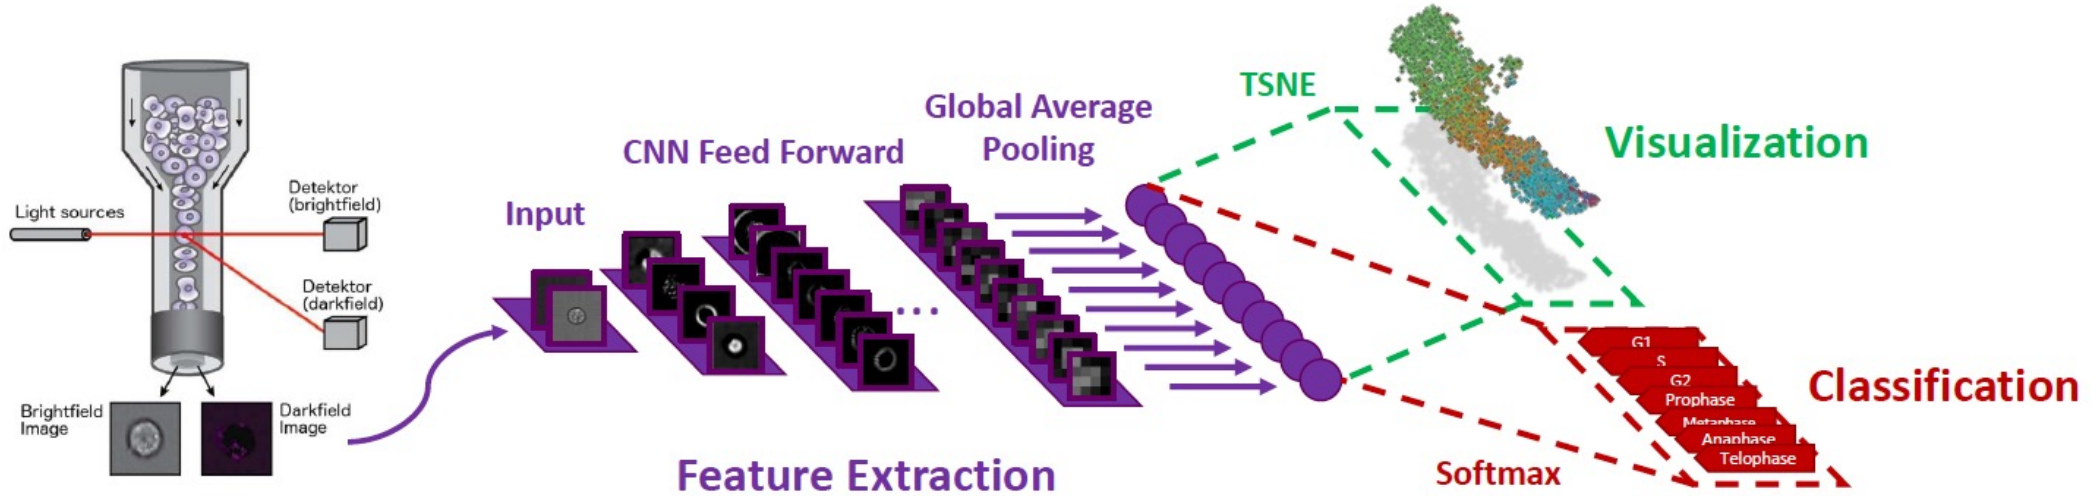 Light sources
Detektor
(brightfield)
Detektor
(darkfield)
Brightfield
Image
Darkfield
Image
Input
CNN Feed Forward
Global Average
Pooling
...
Feature Extraction
TSNE
Visualization
G1
S
G2
Prophase
Metaphase
Anaphase
Telophase
Classification
Softmax